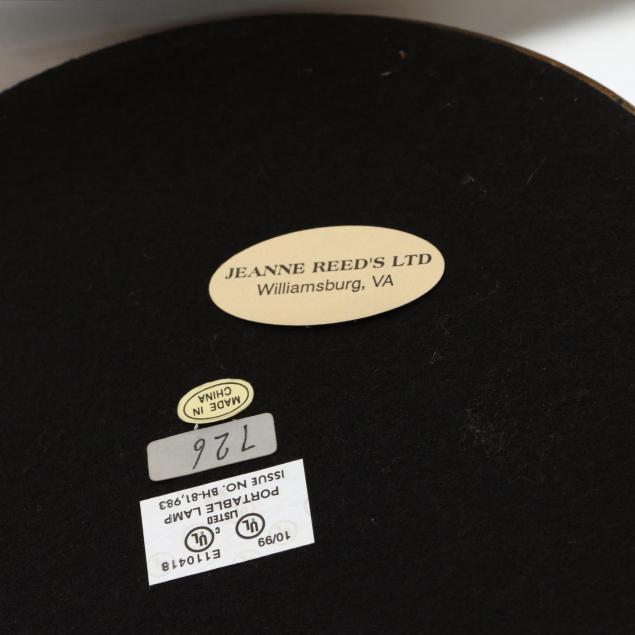 JEANNE REED'S LTD
Williamsburg, VA
MADE IN
CHINA
726
10/99 E110418
UL c UL
LISTED
PORTABLE LAMP
ISSUE NO. BH-81,983